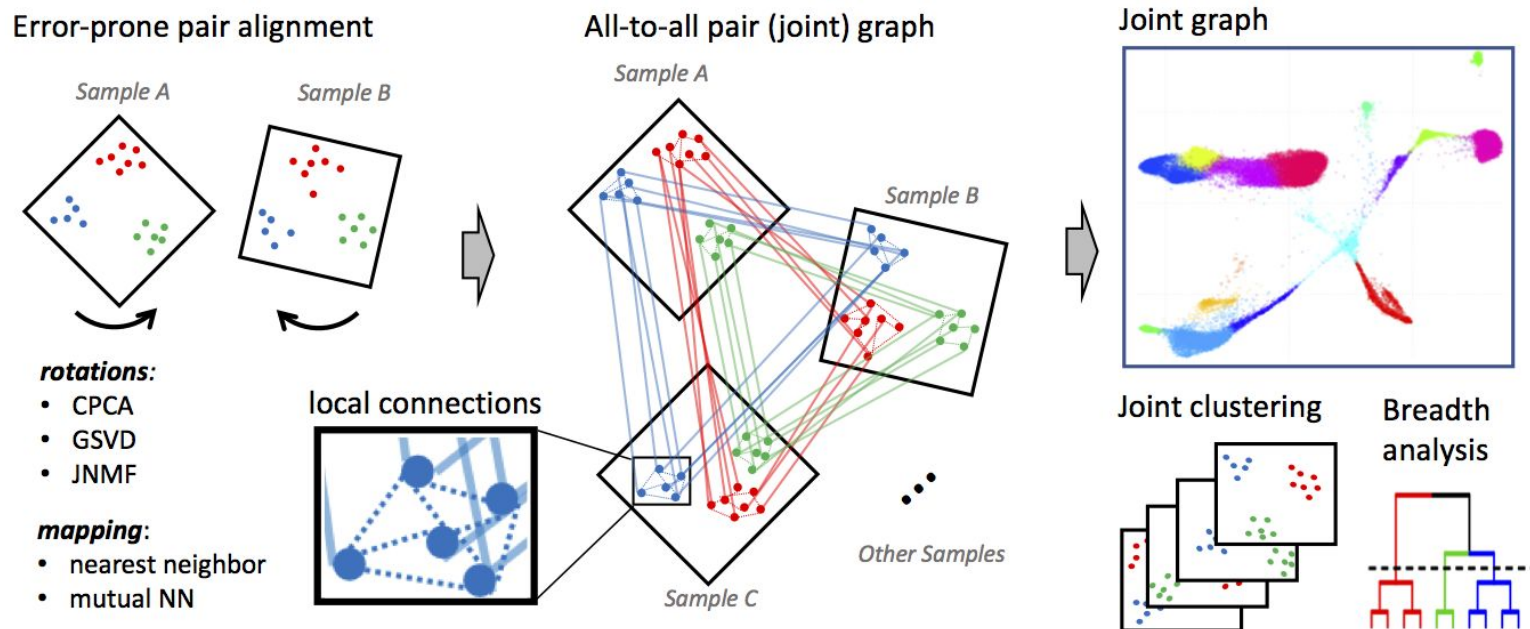 Error-prone pair alignment
Sample A
Sample B
rotations:
• CPCA
• GSVD
• JNMF
mapping:
• nearest neighbor
• mutual NN
All-to-all pair (joint) graph
Sample A
Sample B
local connections
Sample C
Other Samples
Joint graph
Joint clustering
Breadth
analysis